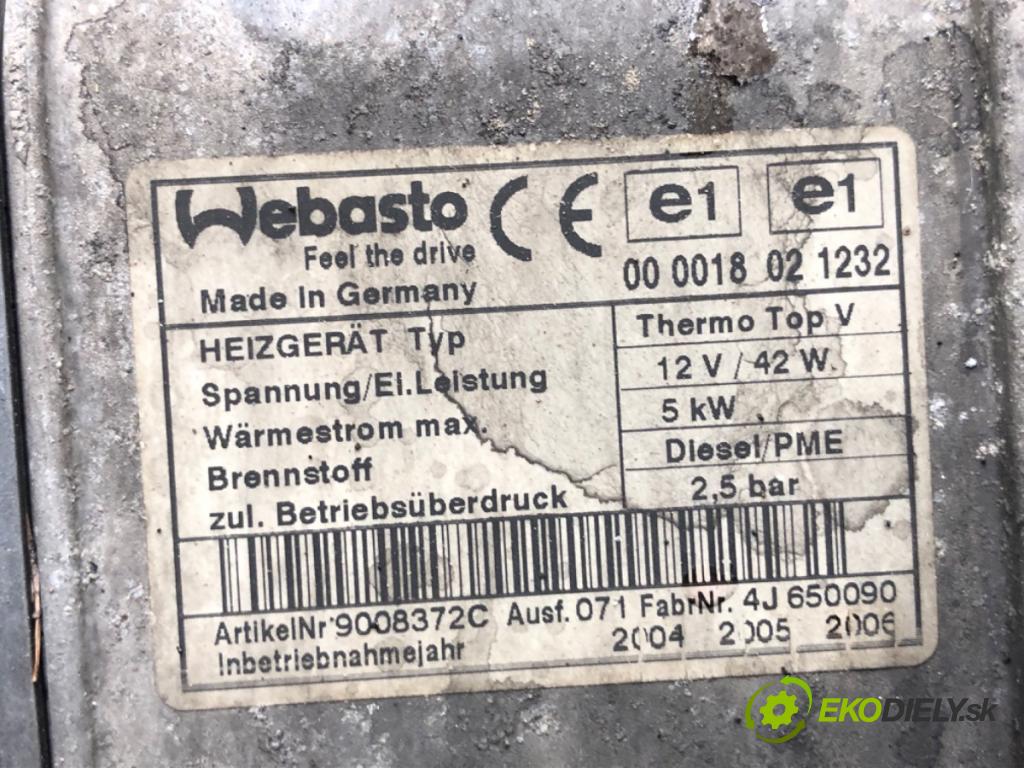 Webasto CE e1 e1
Feel the drive
00 0018 02 1232
Made in Germany
HEIZGERÄT Typ Thermo Top V
Spannung/El.Leistung 12 V / 42 W
Wärmestrom max. 5 kW
Brennstoff Diesel/PME
zul. Betriebsüberdruck 2,5 bar
ArtikelNr 9008372C Ausf. 071 FabrNr. 4J 650090
Inbetriebnahmejahr 2004 2005 2006
EKODIELY.sk